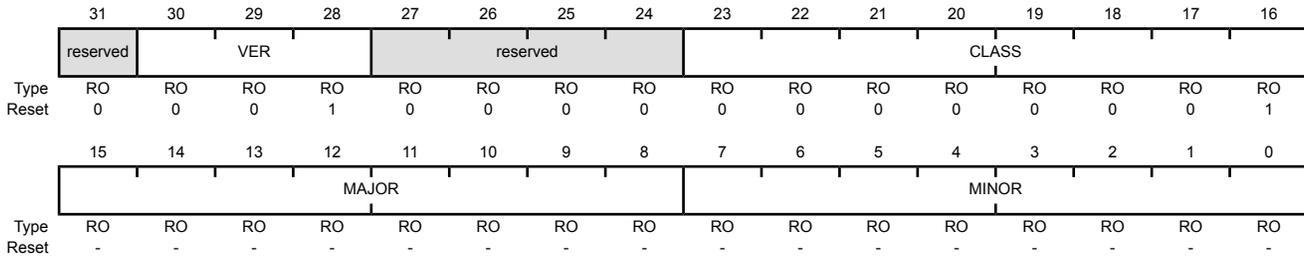 31 30 29 28 27 26 25 24 23 22 21 20 19 18 17 16
reserved VER reserved CLASS
Type RO RO RO RO RO RO RO RO RO RO RO RO RO RO RO RO
Reset 0 0 0 1 0 0 0 0 0 0 0 0 0 0 0 1
15 14 13 12 11 10 9 8 7 6 5 4 3 2 1 0
MAJOR MINOR
Type RO RO RO RO RO RO RO RO RO RO RO RO RO RO RO RO
Reset - - - - - - - - - - - - - - - -